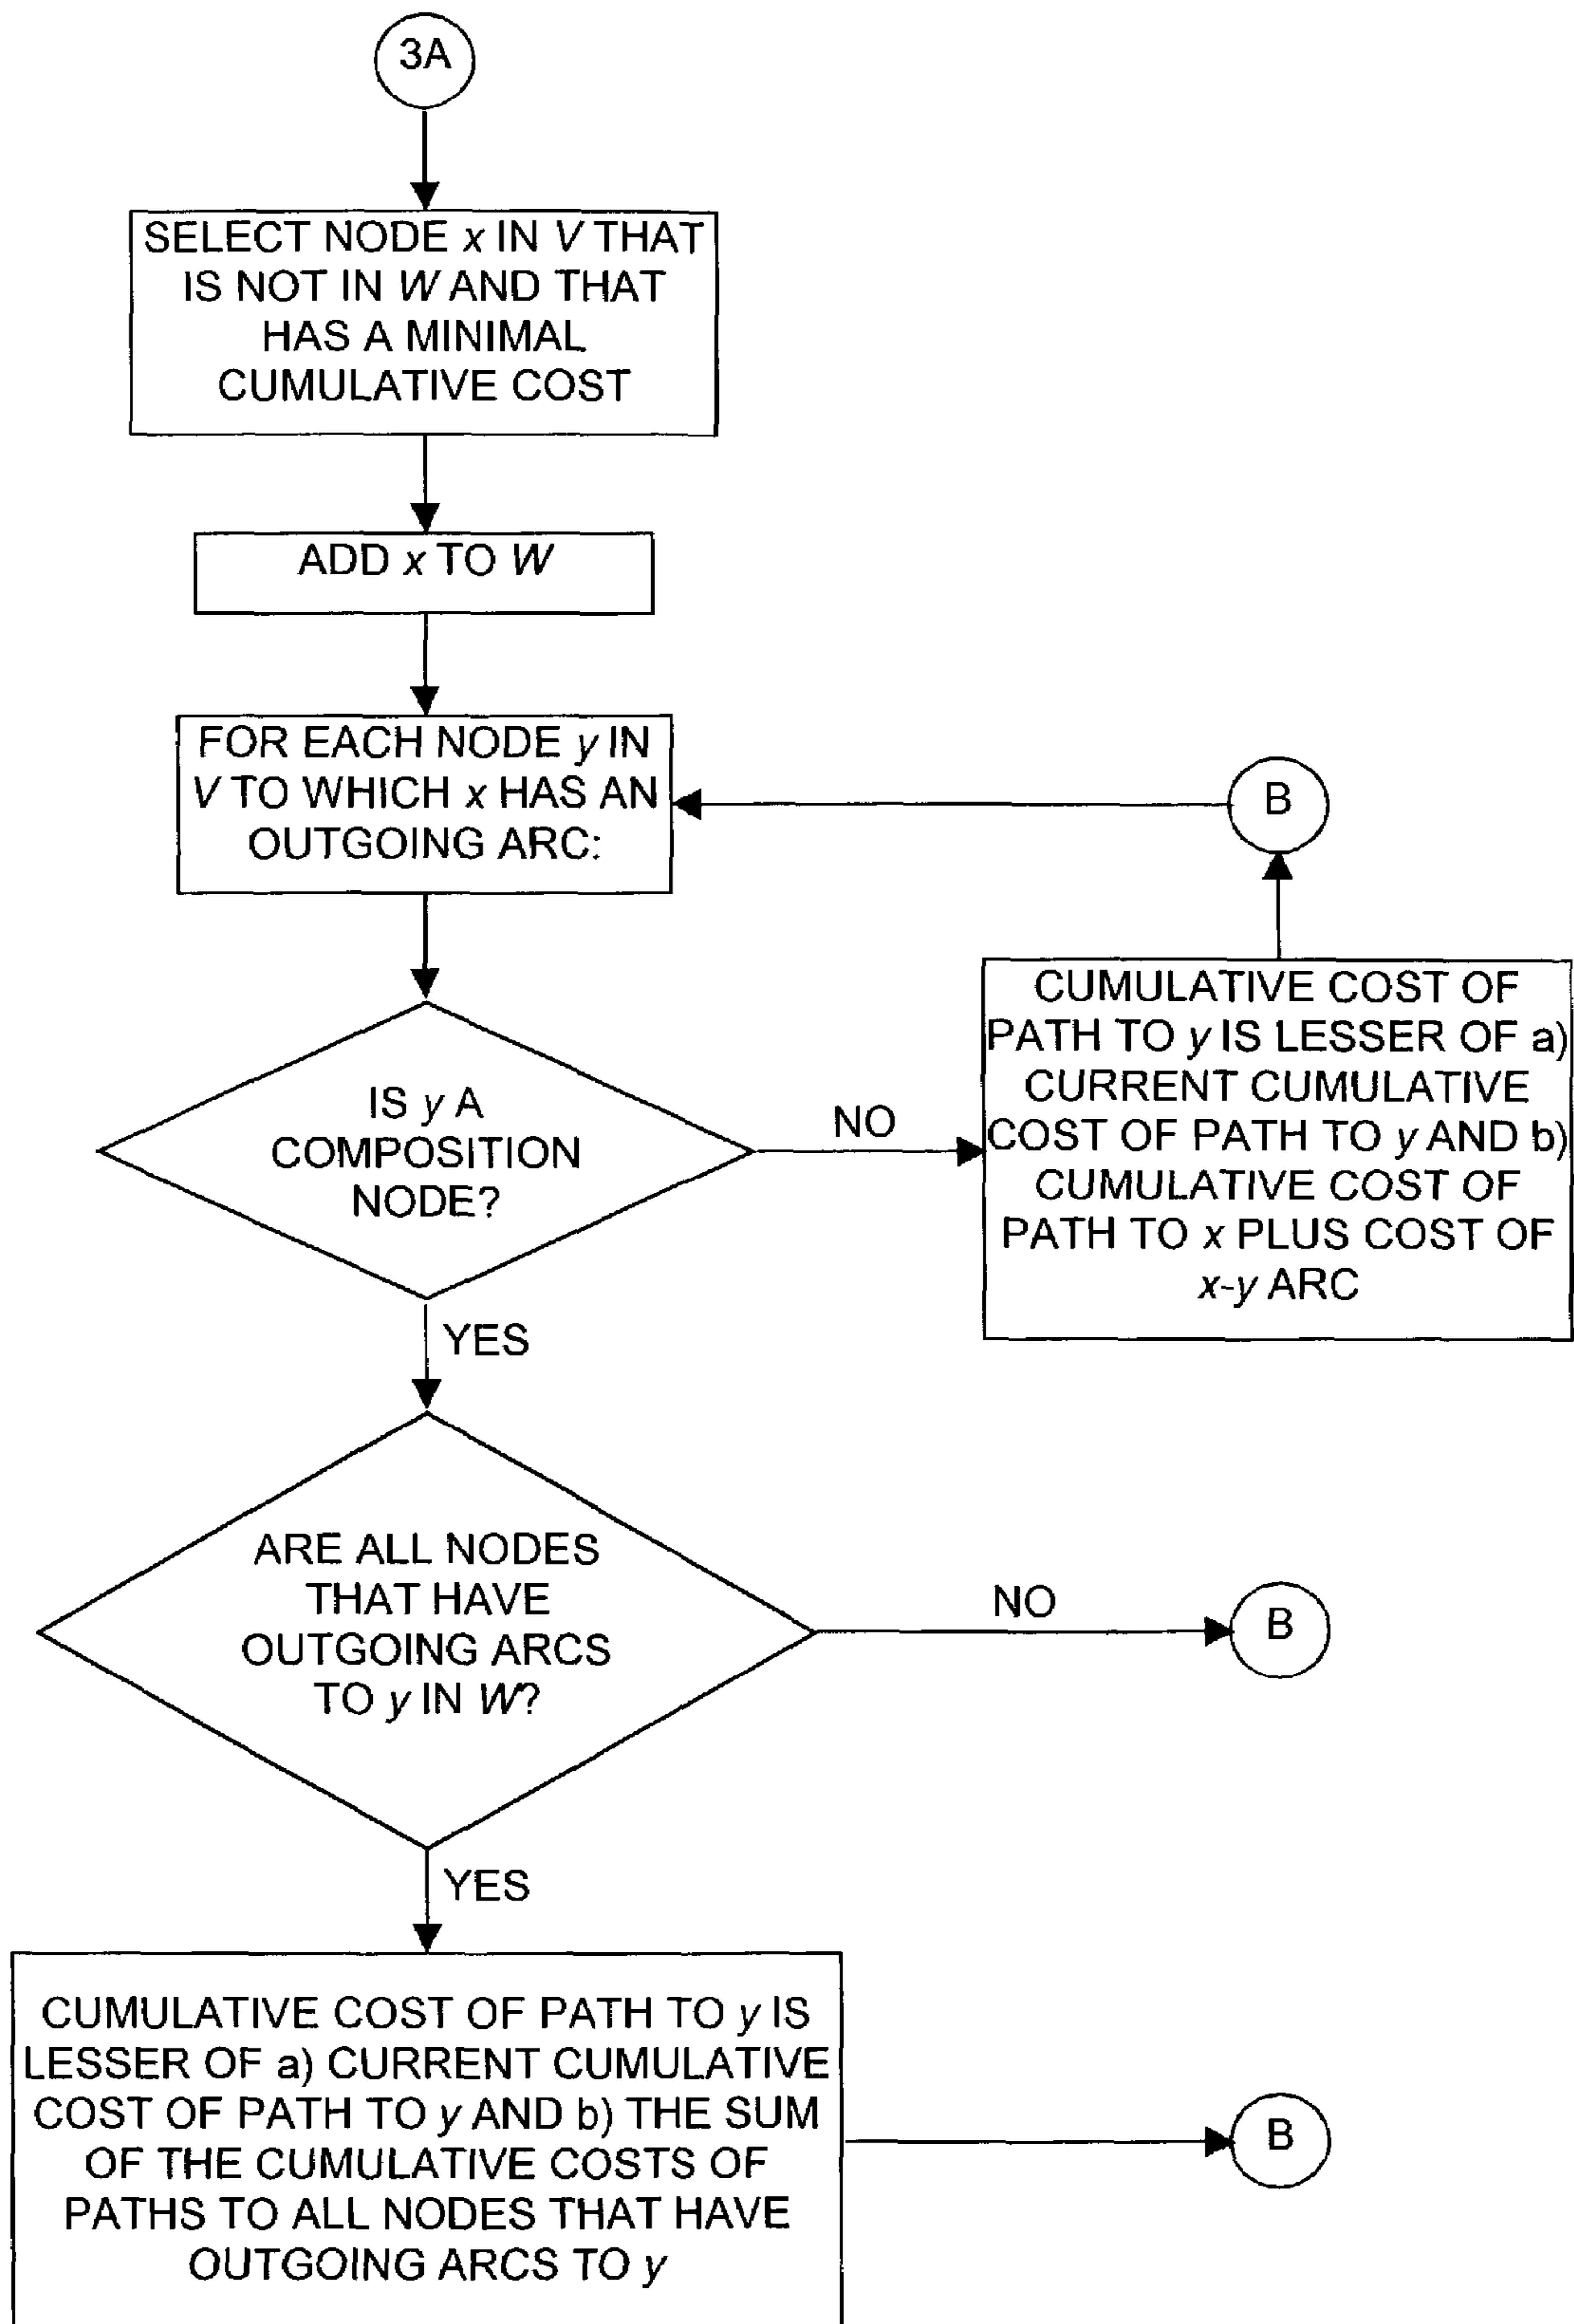 3A
SELECT NODE x IN V THAT
IS NOT IN W AND THAT
HAS A MINIMAL
CUMULATIVE COST
ADD x TO W
FOR EACH NODE y IN
V TO WHICH x HAS AN
OUTGOING ARC:
B
IS y A
COMPOSITION
NODE?
NO
CUMULATIVE COST OF
PATH TO y IS LESSER OF a)
CURRENT CUMULATIVE
COST OF PATH TO y AND b)
CUMULATIVE COST OF
PATH TO x PLUS COST OF
x-y ARC
YES
ARE ALL NODES
THAT HAVE
OUTGOING ARCS
TO y IN W?
NO
B
YES
CUMULATIVE COST OF PATH TO y IS
LESSER OF a) CURRENT CUMULATIVE
COST OF PATH TO y AND b) THE SUM
OF THE CUMULATIVE COSTS OF
PATHS TO ALL NODES THAT HAVE
OUTGOING ARCS TO y
B